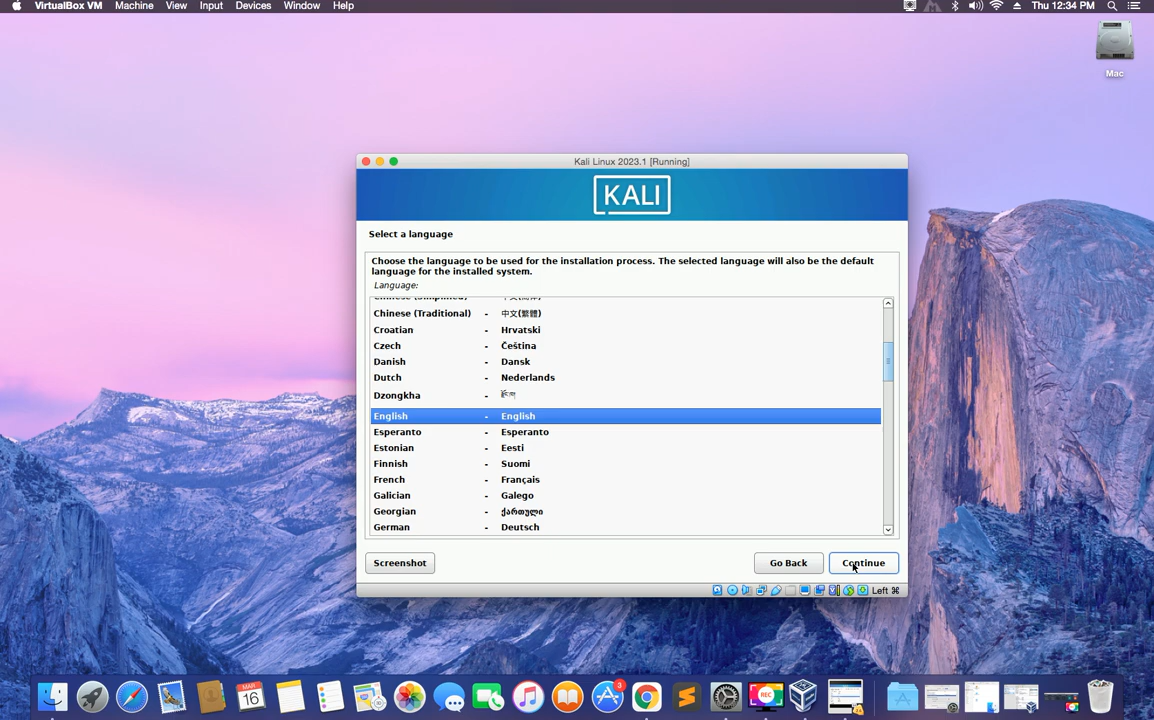 VirtualBox VM Machine View Input Devices Window Help
Thu 12:34 PM
Mac
Kali Linux 2023.1 [Running]
KALI
Select a language
Choose the language to be used for the installation process. The selected language will also be the default
language for the installed system.
Language:
Chinese (Traditional) - 中文(繁體)
Croatian - Hrvatski
Czech - Čeština
Danish - Dansk
Dutch - Nederlands
Dzongkha - རྫོང་ཁ།
English - English
Esperanto - Esperanto
Estonian - Eesti
Finnish - Suomi
French - Français
Galician - Galego
Georgian - ქართული
German - Deutsch
Screenshot
Go Back
Continue
Left ⌘
MAR
16
3
REC